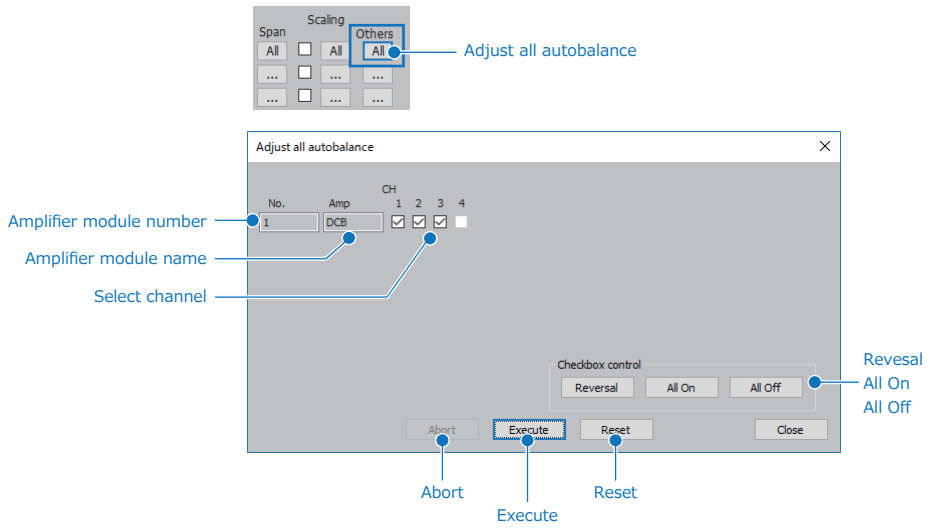 Scaling
Span Others
All All All
Adjust all autobalance
... ... ...
... ... ...
Adjust all autobalance
CH
No. Amp 1 2 3 4
Amplifier module number
1 DCB
Amplifier module name
Select channel
Checkbox control
Reversal All On All Off
Revesal
All On
All Off
Abort Execute Reset Close
Abort
Reset
Execute